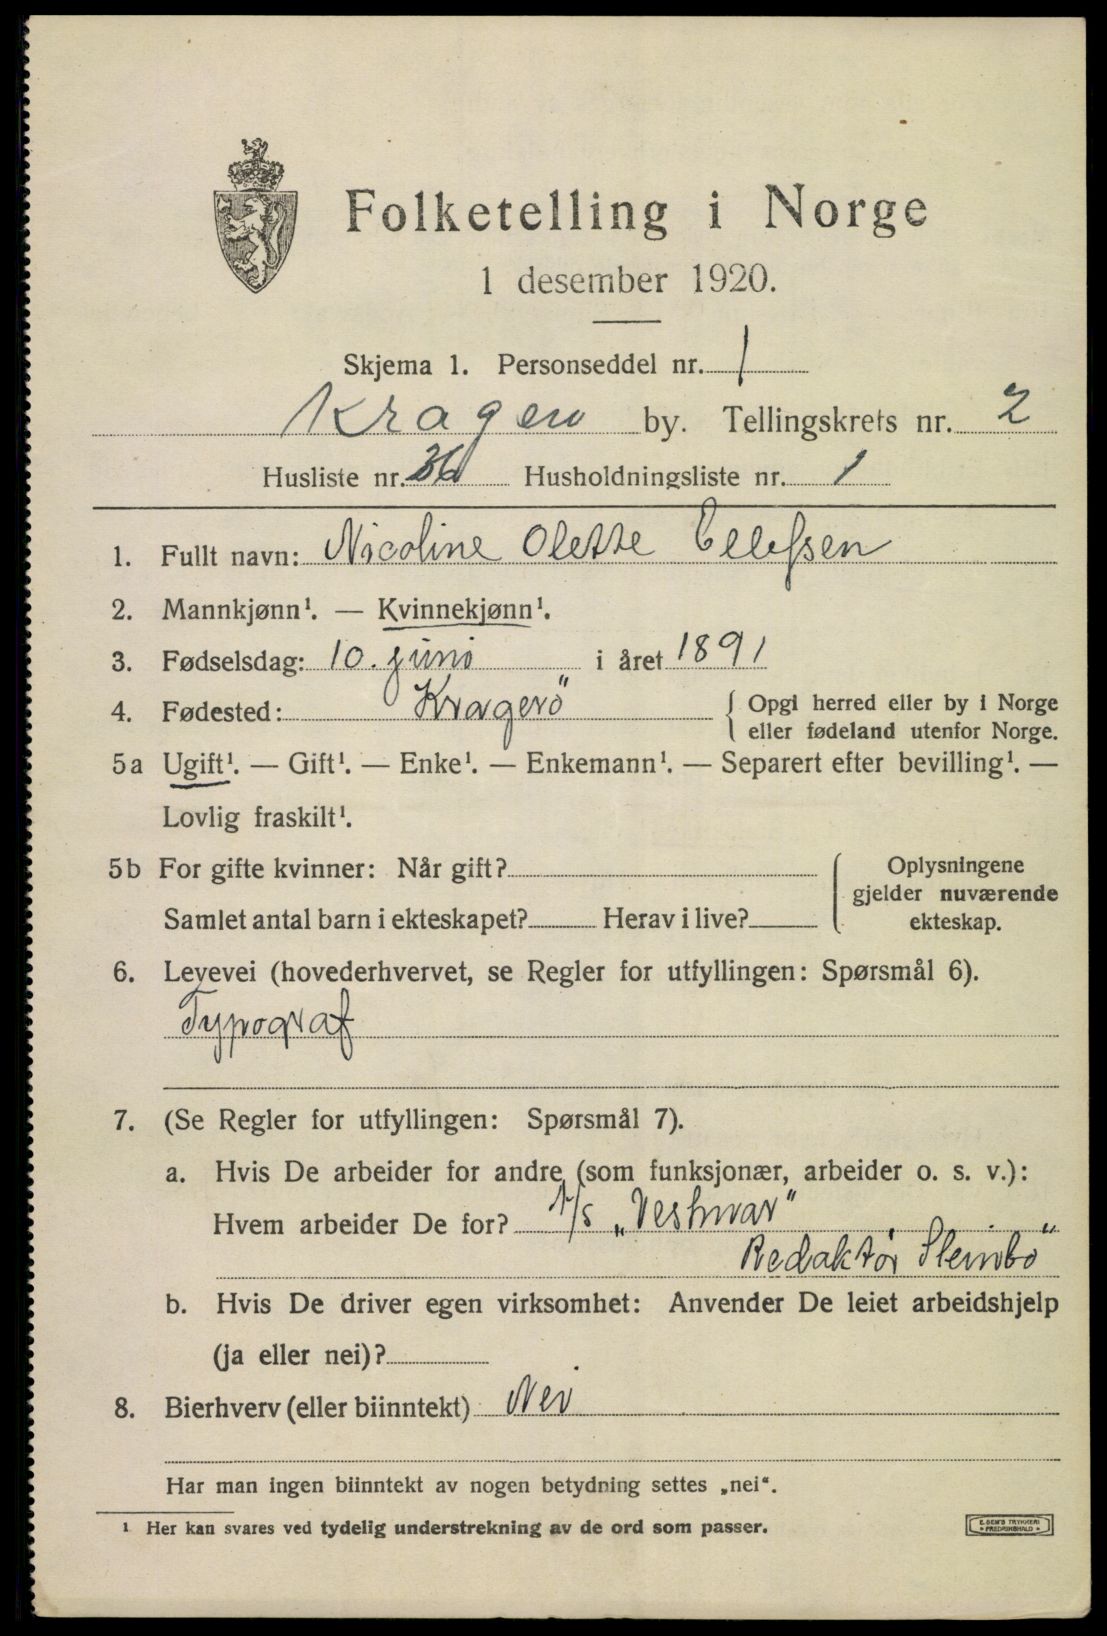 Folketelling i Norge
1 desember 1920.
Skjema 1. Personseddel nr. 1
Kragerö by. Tellingskrets nr. 2
Husliste nr. 36 Husholdningsliste nr. 1
1. Fullt navn: Nicoline Olette Ellefsen
2. Mannkjønn¹. — Kvinnekjønn¹.
3. Fødselsdag: 10. juni i året 1891
4. Fødested: Kragerö { Opgi herred eller by i Norge
eller fødeland utenfor Norge.
5a Ugift¹. — Gift¹. — Enke¹. — Enkemann¹. — Separert efter bevilling¹. —
Lovlig fraskilt¹.
5b For gifte kvinner: Når gift?
Samlet antal barn i ekteskapet? Herav i live?
Oplysningene
gjelder nuværende
ekteskap.
6. Levevei (hovederhvervet, se Regler for utfyllingen: Spørsmål 6).
Typograf
7. (Se Regler for utfyllingen: Spørsmål 7).
a. Hvis De arbeider for andre (som funksjonær, arbeider o. s. v.):
Hvem arbeider De for? A/S „Vestmar"
Redaktør Stenbo
b. Hvis De driver egen virksomhet: Anvender De leiet arbeidshjelp
(ja eller nei)?
8. Bierhverv (eller biinntekt) Nei
Har man ingen biinntekt av nogen betydning settes „nei“.
¹ Her kan svares ved tydelig understrekning av de ord som passer.
E. SEM'S TRYKKERI
• FREDRIKSHALD •